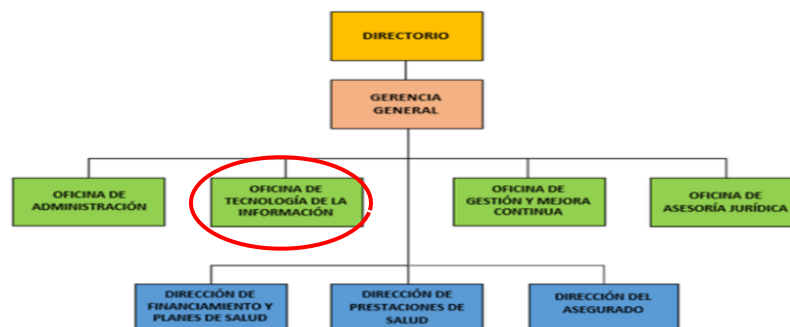 DIRECTORIO
GERENCIA
GENERAL
OFICINA DE
ADMINISTRACIÓN
OFICINA DE
TECNOLOGÍA DE LA
INFORMACIÓN
OFICINA DE
GESTIÓN Y MEJORA
CONTINUA
OFICINA DE
ASESORÍA JURÍDICA
DIRECCIÓN DE
FINANCIAMIENTO Y
PLANES DE SALUD
DIRECCIÓN DE
PRESTACIONES DE
SALUD
DIRECCIÓN DEL
ASEGURADO